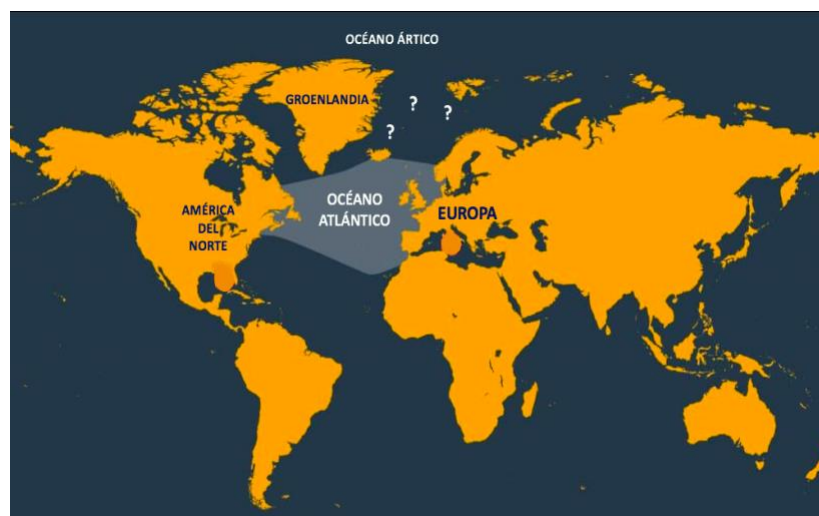 OCÉANO ÁRTICO
GROENLANDIA
?
?
?
OCÉANO
ATLÁNTICO
AMÉRICA
DEL
NORTE
EUROPA